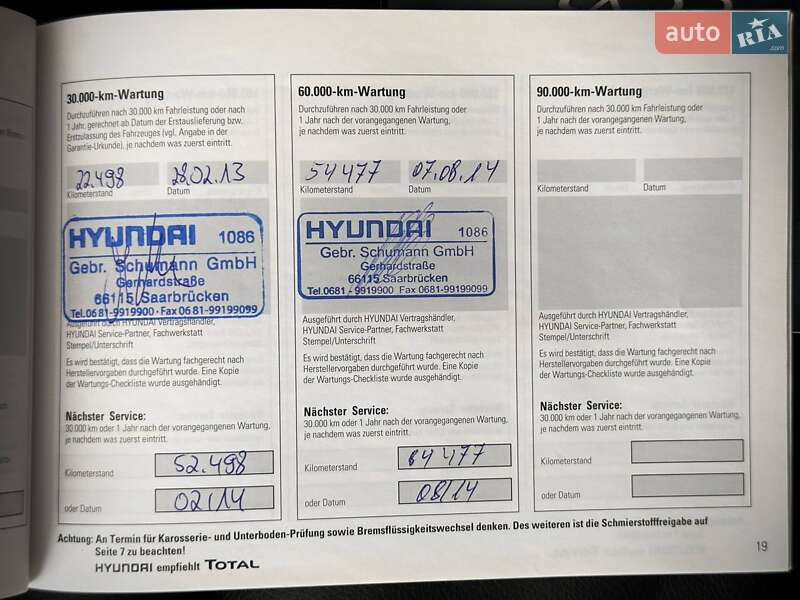 auto RIA .com
30.000-km-Wartung
Durchzuführen nach 30.000 km Fahrleistung oder nach
1 Jahr, gerechnet ab Datum der Erstauslieferung bzw.
Erstzulassung des Fahrzeuges (vgl. Angabe in der
Garantie-Urkunde), je nachdem was zuerst eintritt.
22.498 28.02.13
Kilometerstand Datum
HYUNDAI 1086
Gebr. Schumann GmbH
Gerhardstraße
66115 Saarbrücken
Tel.0681-9919900 · Fax 0681-99199099
Ausgeführt durch HYUNDAI Vertragshändler,
HYUNDAI Service-Partner, Fachwerkstatt
Stempel/Unterschrift
Es wird bestätigt, dass die Wartung fachgerecht nach
Herstellervorgaben durchgeführt wurde. Eine Kopie
der Wartungs-Checkliste wurde ausgehändigt.
Nächster Service:
30.000 km oder 1 Jahr nach der vorangegangenen Wartung,
je nachdem was zuerst eintritt.
Kilometerstand 52.498
oder Datum 02/14
60.000-km-Wartung
Durchzuführen nach 30.000 km Fahrleistung oder
1 Jahr nach der vorangegangenen Wartung,
je nachdem was zuerst eintritt.
54477 07.08.14
Kilometerstand Datum
HYUNDAI 1086
Gebr. Schumann GmbH
Gerhardstraße
66115 Saarbrücken
Tel.0681 - 9919900 Fax 0681-99199099
Ausgeführt durch HYUNDAI Vertragshändler,
HYUNDAI Service-Partner, Fachwerkstatt
Stempel/Unterschrift
Es wird bestätigt, dass die Wartung fachgerecht nach
Herstellervorgaben durchgeführt wurde. Eine Kopie
der Wartungs-Checkliste wurde ausgehändigt.
Nächster Service:
30.000 km oder 1 Jahr nach der vorangegangenen Wartung,
je nachdem was zuerst eintritt.
Kilometerstand 84477
oder Datum 08/14
90.000-km-Wartung
Durchzuführen nach 30.000 km Fahrleistung oder
1 Jahr nach der vorangegangenen Wartung,
je nachdem was zuerst eintritt.
Kilometerstand Datum
Ausgeführt durch HYUNDAI Vertragshändler,
HYUNDAI Service-Partner, Fachwerkstatt
Stempel/Unterschrift
Es wird bestätigt, dass die Wartung fachgerecht nach
Herstellervorgaben durchgeführt wurde. Eine Kopie
der Wartungs-Checkliste wurde ausgehändigt.
Nächster Service:
30.000 km oder 1 Jahr nach der vorangegangenen Wartung,
je nachdem was zuerst eintritt.
Kilometerstand
oder Datum
Achtung: An Termin für Karosserie- und Unterboden-Prüfung sowie Bremsflüssigkeitswechsel denken. Des weiteren ist die Schmierstofffreigabe auf
Seite 7 zu beachten!
HYUNDAI empfiehlt TOTAL
19